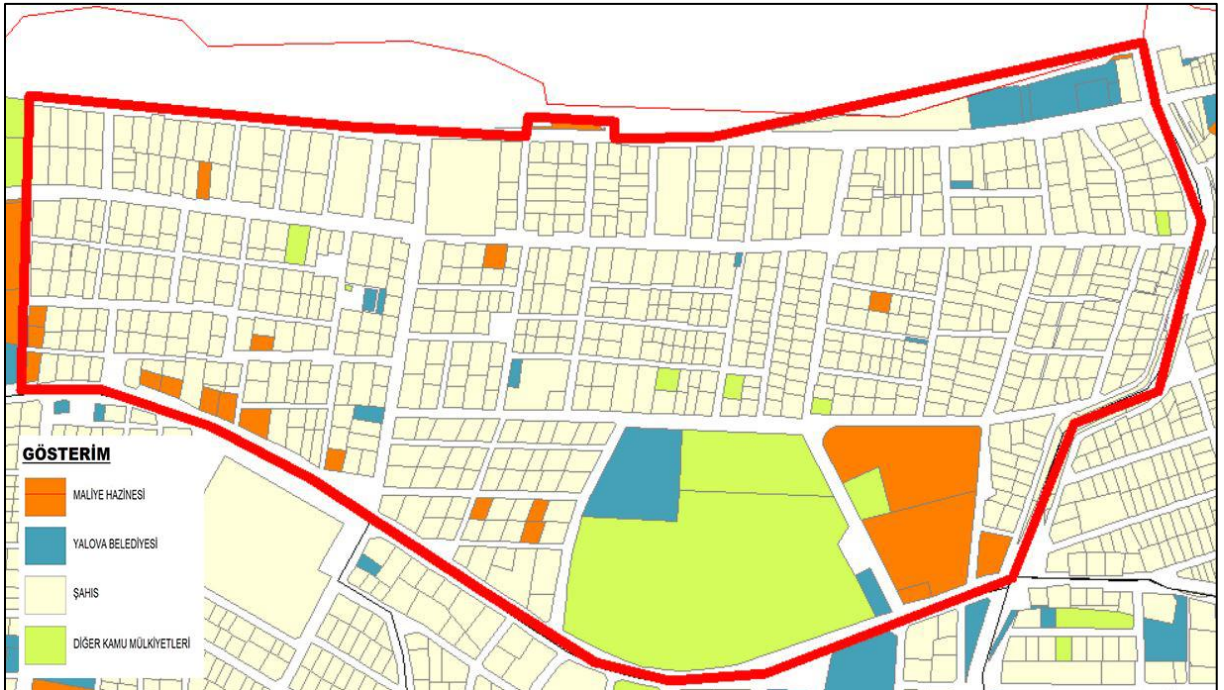 GÖSTERİM
MALİYE HAZİNESİ
YALOVA BELEDİYESİ
ŞAHIS
DİĞER KAMU MÜLKİYETLERİ